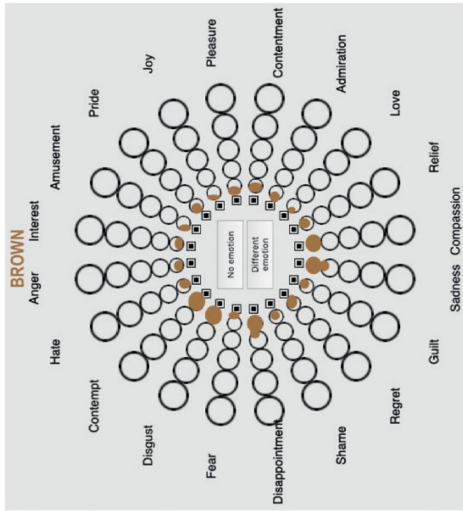 BROWN
Anger
Interest
Hate
Amusement
Contempt
Pride
Disgust
Joy
Fear
Pleasure
No emotion
Different
emotion
Disappointment
Contentment
Shame
Admiration
Regret
Love
Guilt
Relief
Sadness
Compassion